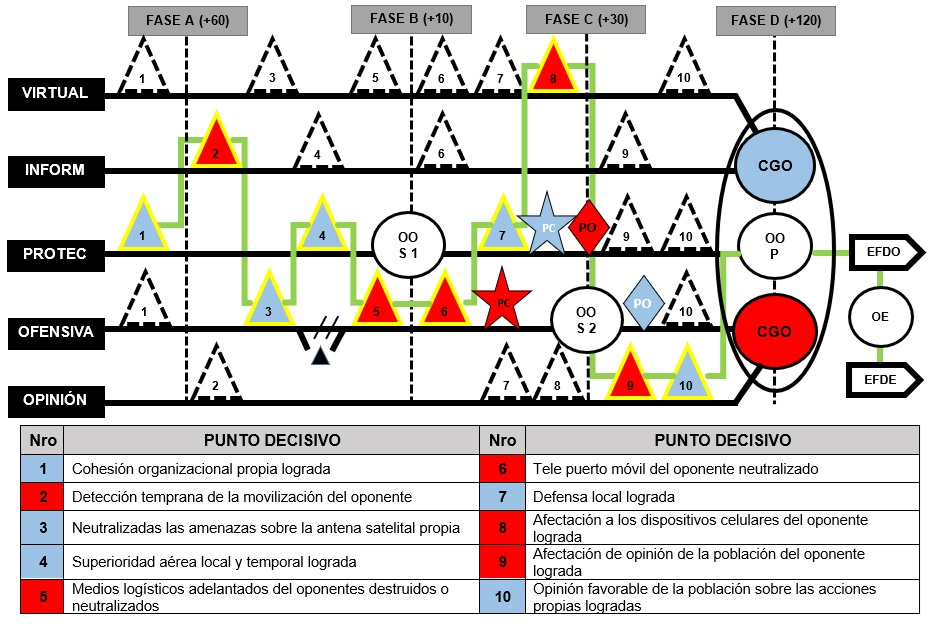 FASE A (+60)
FASE B (+10)
FASE C (+30)
FASE D (+120)
VIRTUAL
1
3
5
6
7
8
10
CGO
INFORM
2
4
6
9
PROTEC
1
4
OO
S 1
7
PC
PO
9
10
OO
P
EFDO
OFENSIVA
1
3
5
6
PC
OO
S 2
PO
10
CGO
OE
OPINIÓN
2
7
8
9
10
EFDE
Nro
PUNTO DECISIVO
Nro
PUNTO DECISIVO
1
Cohesión organizacional propia lograda
6
Tele puerto móvil del oponente neutralizado
2
Detección temprana de la movilización del oponente
7
Defensa local lograda
3
Neutralizadas las amenazas sobre la antena satelital propia
8
Afectación a los dispositivos celulares del oponente
lograda
4
Superioridad aérea local y temporal lograda
9
Afectación de opinión de la población del oponente
lograda
5
Medios logísticos adelantados del oponentes destruidos o
neutralizados
10
Opinión favorable de la población sobre las acciones
propias logradas